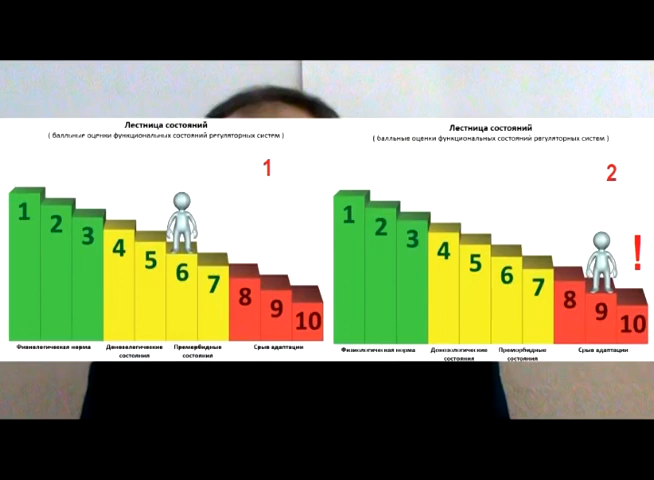 Лестница состояний
( балльные оценки функциональных состояний регуляторных систем )
1
1 2 3 4 5 6 7 8 9 10
Физиологическая норма Донозологические состояния Преморбидные состояния Срыв адаптации
Лестница состояний
( балльные оценки функциональных состояний регуляторных систем )
2
!
1 2 3 4 5 6 7 8 9 10
Физиологическая норма Донозологические состояния Преморбидные состояния Срыв адаптации